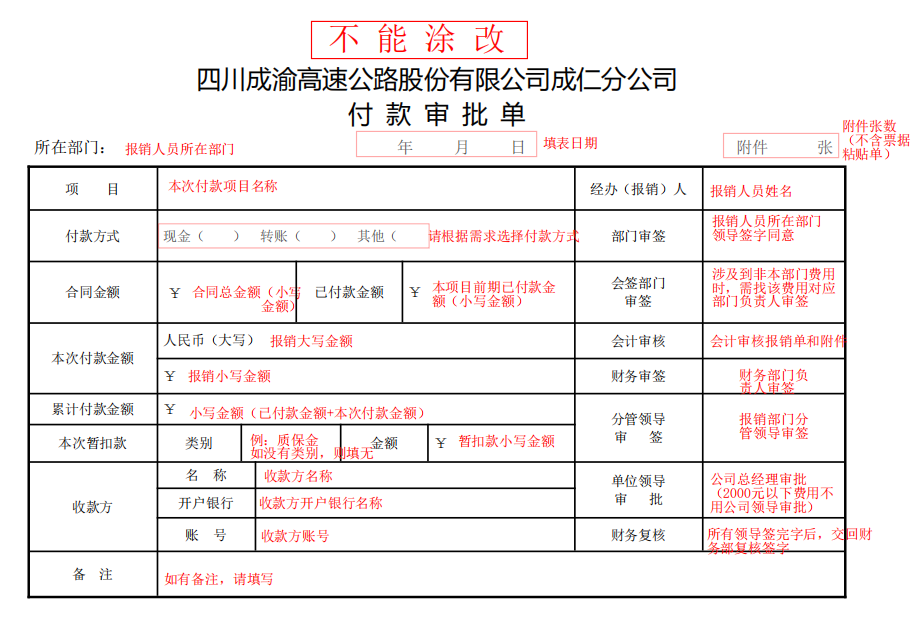 不 能 涂 改
四川成渝高速公路股份有限公司成仁分公司
付 款 审 批 单
所在部门： 报销人员所在部门 年 月 日 填表日期 附件 张 附件张数
（不含票据
粘贴单）
项 目 本次付款项目名称 经办（报销）人 报销人员姓名
付款方式 现金（ ） 转账（ ） 其他（ 请根据需求选择付款方式 部门审签 报销人员所在部门
领导签字同意
合同金额 ￥ 合同总金额（小写
金额） 已付款金额 ￥ 本项目前期已付款金
额（小写金额） 会签部门
审签 涉及到非本部门费用
时，需找该费用对应
部门负责人审签
本次付款金额 人民币（大写） 报销大写金额 会计审核 会计审核报销单和附件
￥ 报销小写金额 财务审签 财务部门负
责人审签
累计付款金额 ￥ 小写金额（已付款金额+本次付款金额） 分管领导
审 签 报销部门分
管领导审签
本次暂扣款 类别 例：质保金
如没有类别，则填无 金额 ￥ 暂扣款小写金额
收款方 名 称 收款方名称 单位领导
审 批 公司总经理审批
（2000元以下费用不
用公司领导审批）
开户银行 收款方开户银行名称
账 号 收款方账号 财务复核 所有领导签完字后，交回财
务部复核签字
备 注 如有备注，请填写